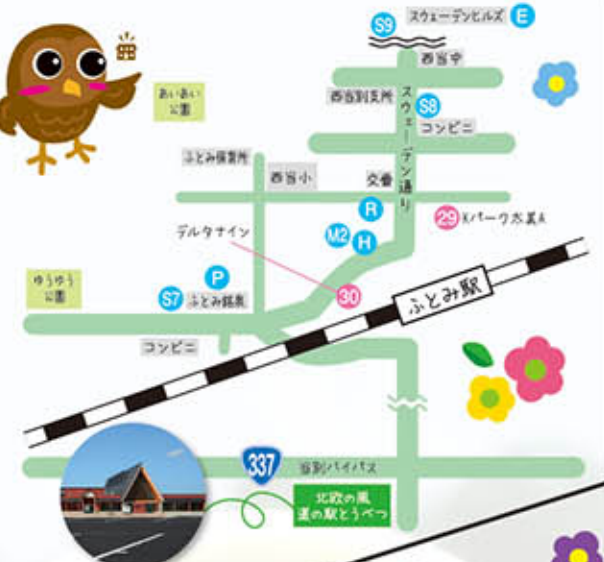 スウェーデンヒルズ
E
S9
西当中
あいあい
公園
西当別支所
S8
コンビニ
スウェーデン通り
ふとみ保育所
西当小
交番
R
29
Kパーク太美A
デルタナイン
M2
H
ゆうゆう
公園
P
S7
ふとみ銘泉
30
ふとみ駅
コンビニ
337
当別バイパス
北欧の風
道の駅とうべつ